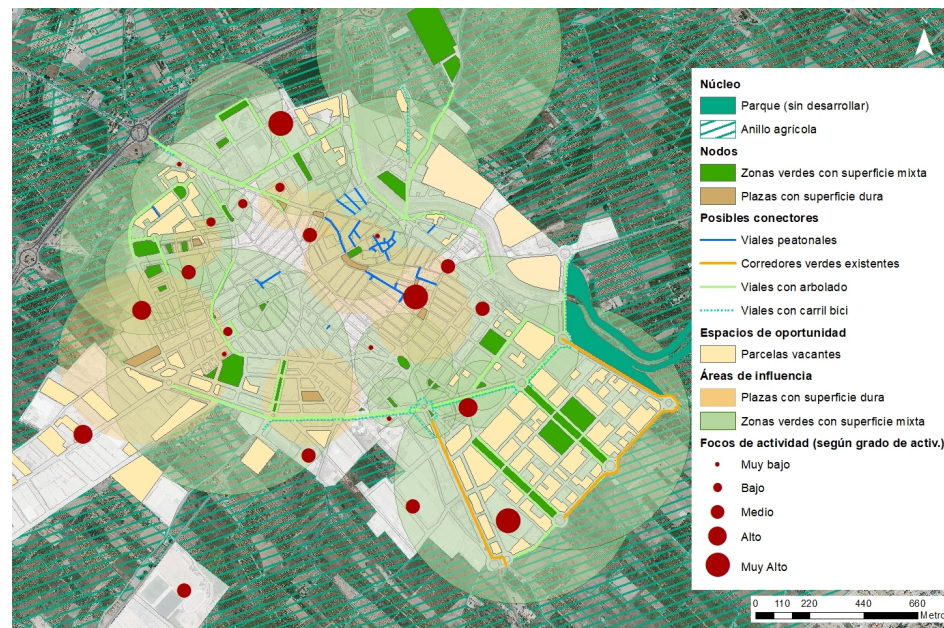 Núcleo
Parque (sin desarrollar)
Anillo agrícola
Nodos
Zonas verdes con superficie mixta
Plazas con superficie dura
Posibles conectores
Viales peatonales
Corredores verdes existentes
Viales con arbolado
Viales con carril bici
Espacios de oportunidad
Parcelas vacantes
Áreas de influencia
Plazas con superficie dura
Zonas verdes con superficie mixta
Focos de actividad (según grado de activ.)
Muy bajo
Bajo
Medio
Alto
Muy Alto
0 110 220 440 660
Metro